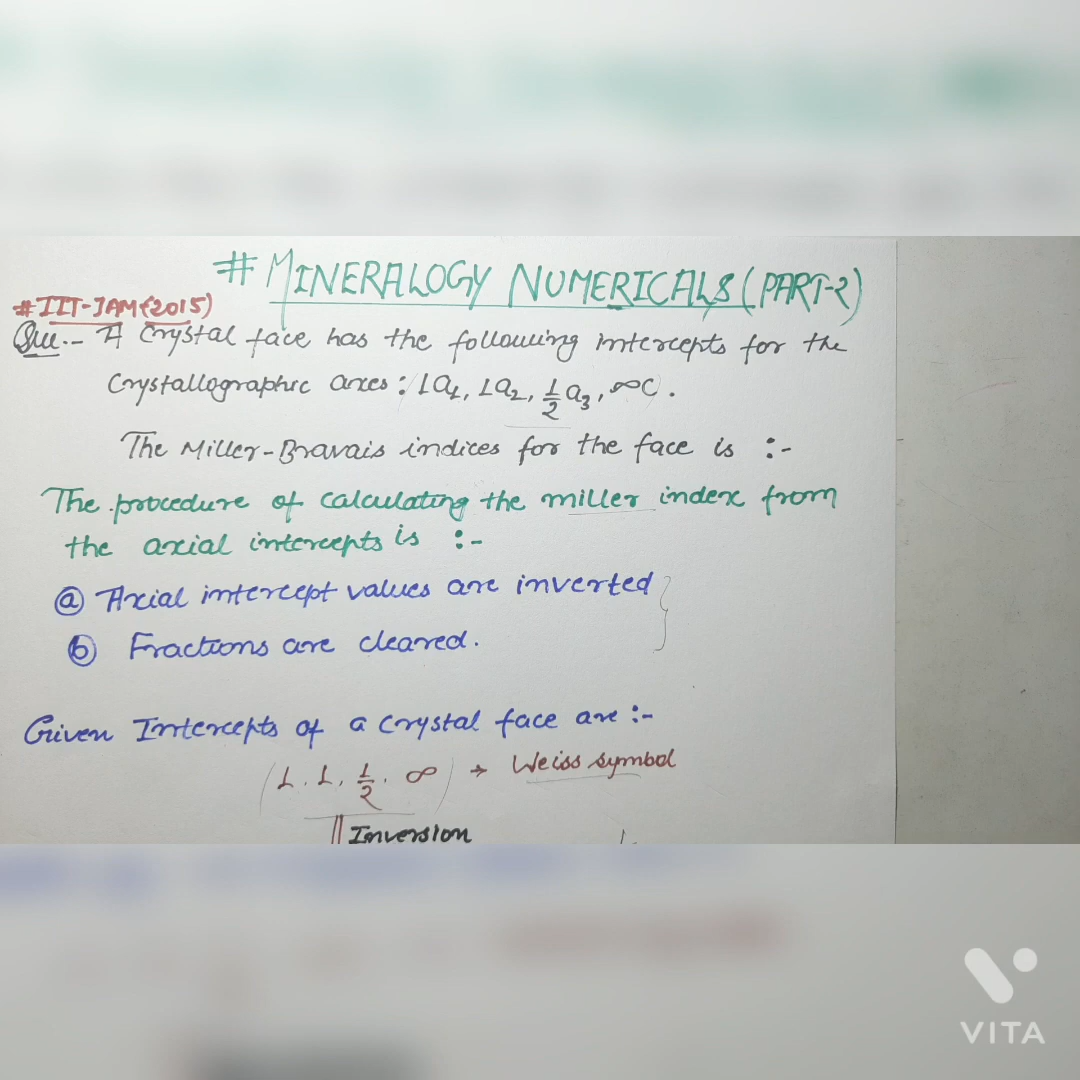 # MINERALOGY NUMERICALS (PART-2)
#IIT-JAM(2015)
Que:- A Crystal face has the following intercepts for the
Crystallographic axes: 1a1, 1a2, 1/2 a3, ∞c.
The Miller-Bravais indices for the face is :-
The procedure of calculating the miller index from
the axial intercepts is :-
(a) Axial intercept values are inverted
(b) Fractions are cleared.
Given Intercepts of a crystal face are :-
(1. 1. 1/2. ∞) → Weiss symbol
Inversion
VITA